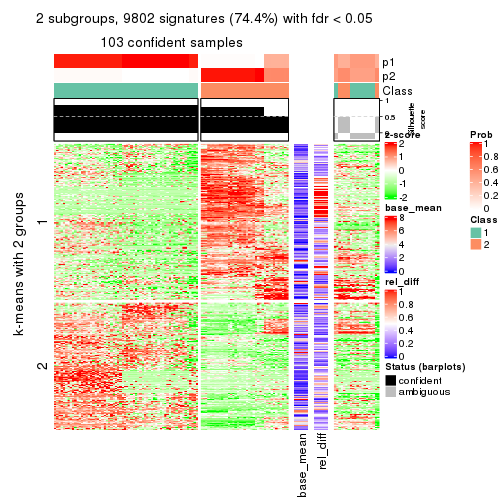 2 subgroups, 9802 signatures (74.4%) with fdr < 0.05
103 confident samples
p1
p2
Class
1
0.5
0
Silhouette
score
k-means with 2 groups
1
2
base_mean
rel_diff
z-score
2
1
0
-1
-2
base_mean
8
6
4
2
0
rel_diff
1
0.8
0.6
0.4
0.2
0
Status (barplots)
confident
ambiguous
Prob
1
0.8
0.6
0.4
0.2
0
Class
1
2